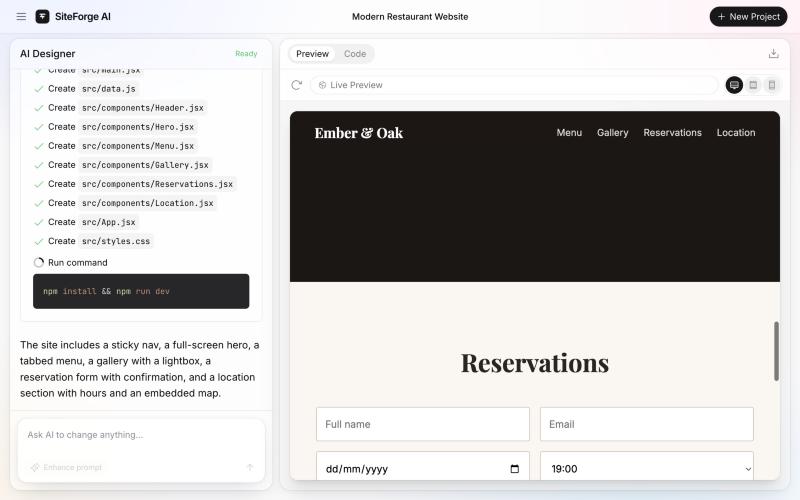 SiteForge AI
Modern Restaurant Website
+ New Project
AI Designer
Ready
Create src/main.jsx
Create src/data.js
Create src/components/Header.jsx
Create src/components/Hero.jsx
Create src/components/Menu.jsx
Create src/components/Gallery.jsx
Create src/components/Reservations.jsx
Create src/components/Location.jsx
Create src/App.jsx
Create src/styles.css
Run command
npm install && npm run dev
The site includes a sticky nav, a full-screen hero, a
tabbed menu, a gallery with a lightbox, a
reservation form with confirmation, and a location
section with hours and an embedded map.
Ask AI to change anything...
Enhance prompt
Preview
Code
Live Preview
Ember & Oak
Menu
Gallery
Reservations
Location
Reservations
Full name
Email
dd/mm/yyyy
19:00